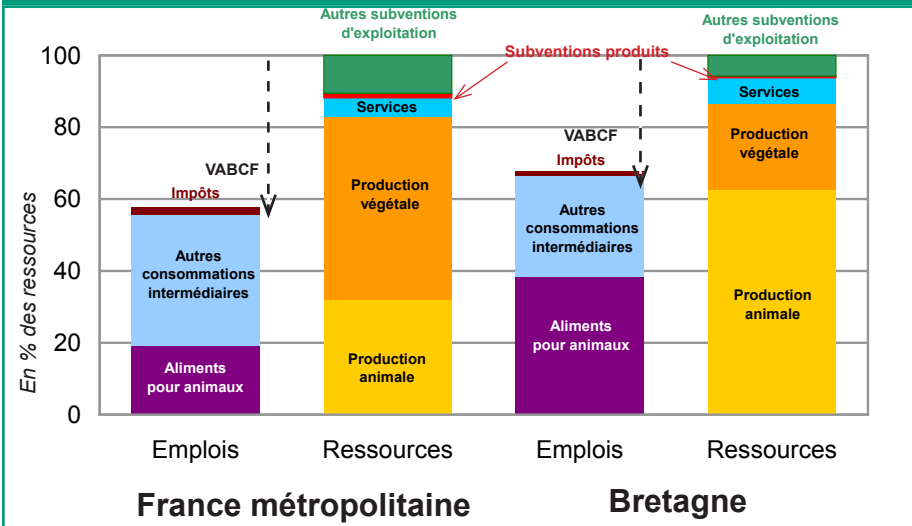 Autres subventions
d'exploitation
Autres subventions
d'exploitation
Subventions produits
En % des ressources
100
80
60
40
20
0
VABCF
Impôts
Autres
consommations
intermédiaires
Aliments
pour animaux
Services
Production
végétale
Production
animale
VABCF
Impôts
Autres
consommations
intermédiaires
Aliments
pour animaux
Services
Production
végétale
Production
animale
Emplois
Ressources
Emplois
Ressources
France métropolitaine
Bretagne